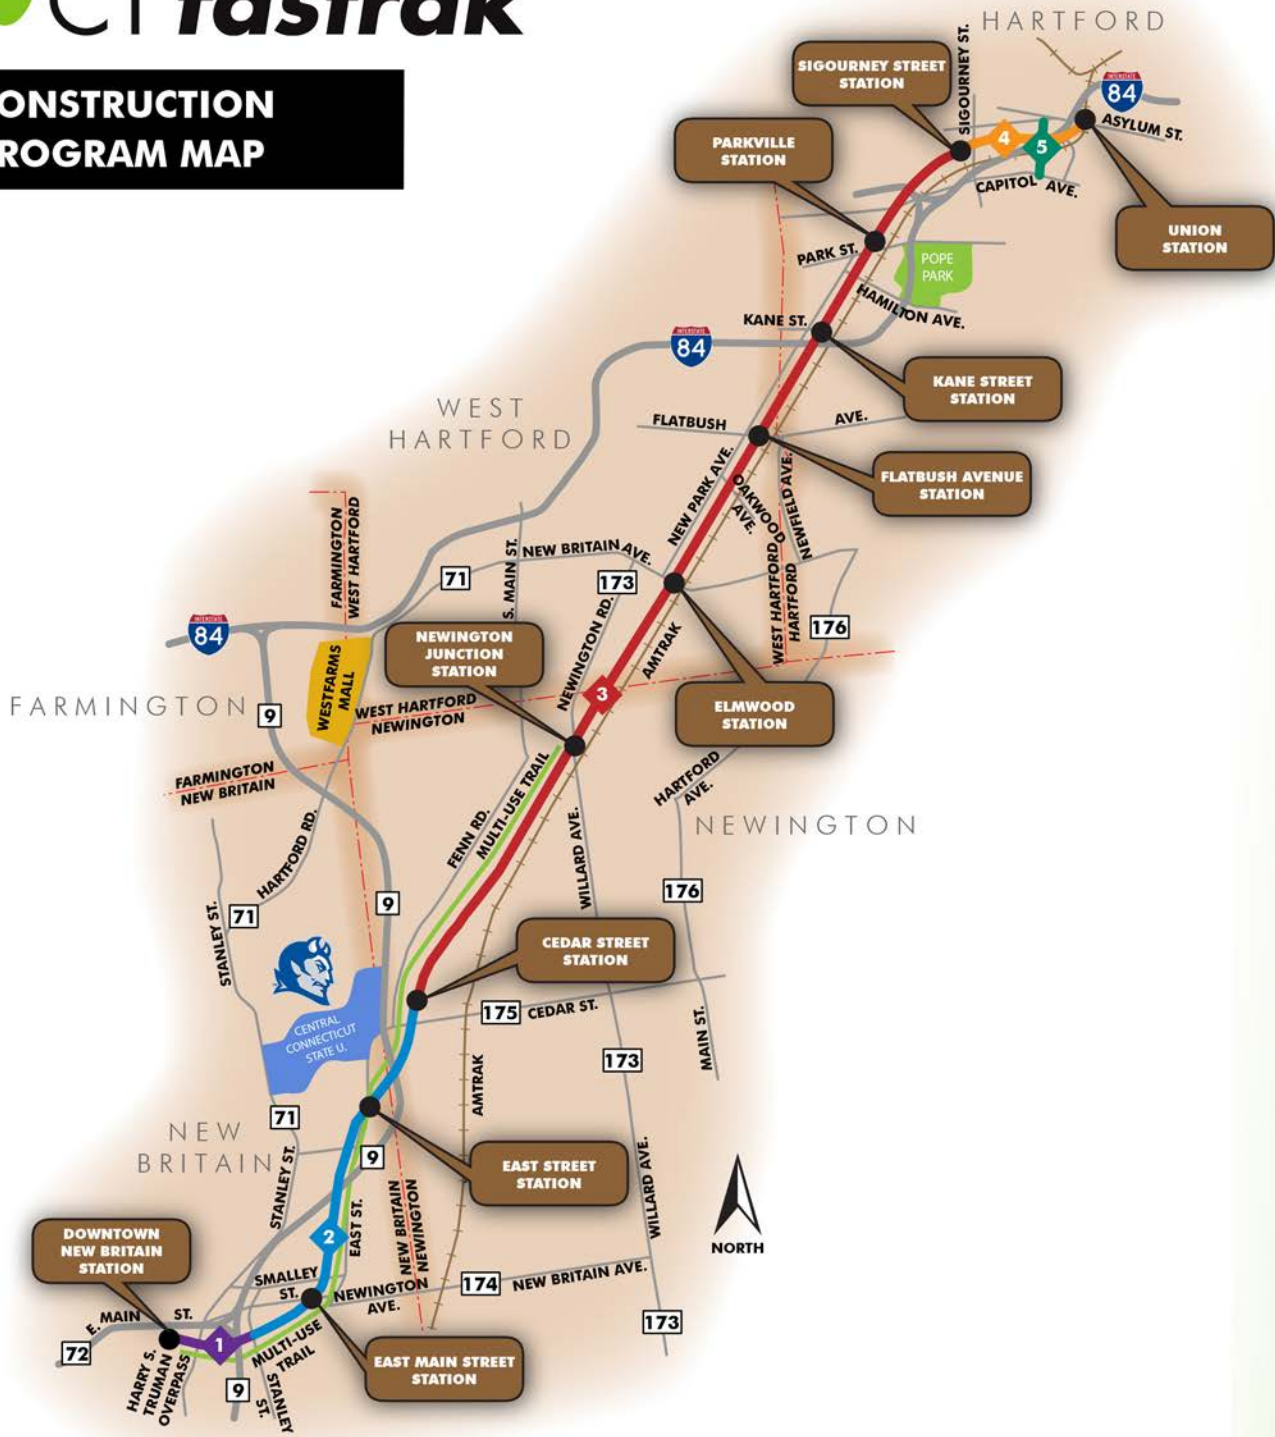 CT fastrak
HARTFORD
ONSTRUCTION
ROGRAM MAP
SIGOURNEY STREET
STATION
SIGOURNEY ST.
INTERSTATE
84
4
5
ASYLUM ST.
PARKVILLE
STATION
CAPITOL AVE.
UNION
STATION
PARK ST.
POPE
PARK
HAMILTON AVE.
KANE ST.
INTERSTATE
84
KANE STREET
STATION
WEST
HARTFORD
FLATBUSH AVE.
FLATBUSH AVENUE
STATION
NEW PARK AVE.
OAKWOOD
AVE.
NEWFIELD AVE.
FARMINGTON
WEST HARTFORD
S. MAIN ST.
NEW BRITAIN AVE.
71
173
WEST HARTFORD
HARTFORD
176
INTERSTATE
84
NEWINGTON
JUNCTION
STATION
NEWINGTON RD.
AMTRAK
3
WESTFARMS
MALL
ELMWOOD
STATION
FARMINGTON
9
WEST HARTFORD
NEWINGTON
FARMINGTON
NEW BRITAIN
HARTFORD
AVE.
NEWINGTON
FENN RD.
MULTI-USE TRAIL
HARTFORD RD.
WILLARD AVE.
176
9
71
STANLEY ST.
CEDAR STREET
STATION
175
CEDAR ST.
CENTRAL
CONNECTICUT
STATE U.
MAIN ST.
173
AMTRAK
71
NEW
BRITAIN
9
STANLEY ST.
EAST STREET
STATION
WILLARD AVE.
NEW BRITAIN
NEWINGTON
EAST ST.
2
NORTH
DOWNTOWN
NEW BRITAIN
STATION
SMALLEY
ST.
NEWINGTON
AVE.
174
NEW BRITAIN AVE.
E. MAIN ST.
173
72
1
MULTI-USE
TRAIL
EAST MAIN STREET
STATION
HARRY S.
TRUMAN
OVERPASS
9
STANLEY
ST.